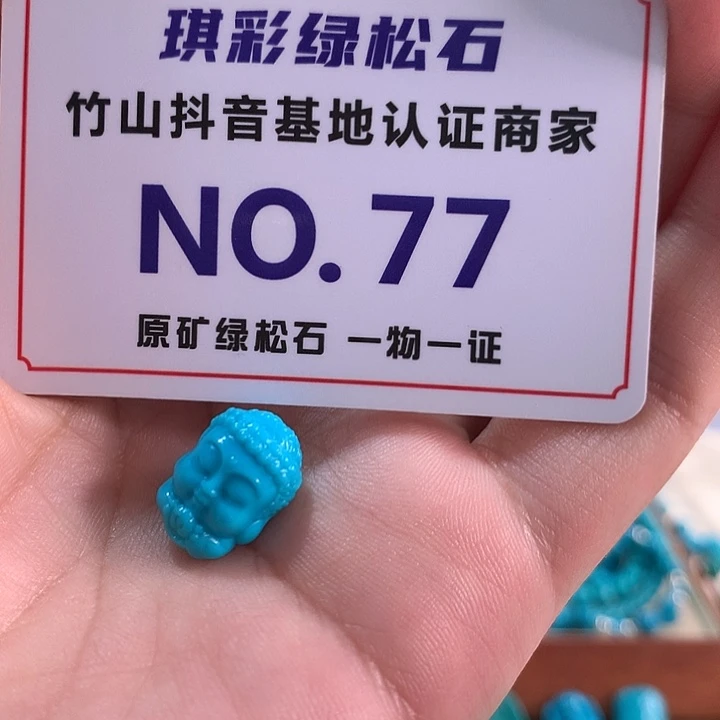 琪彩绿松石
竹山抖音基地认证商家
NO. 77
原矿绿松石 一物一证